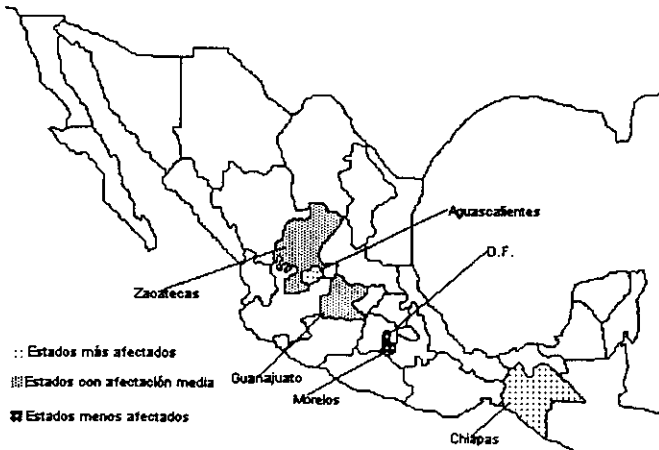 Aguascalientes
D.F.
Zacatecas
:: Estados más afectados
Estados con afectación media
Guanajuato
Estados menos afectados
Morelos
Chiapas